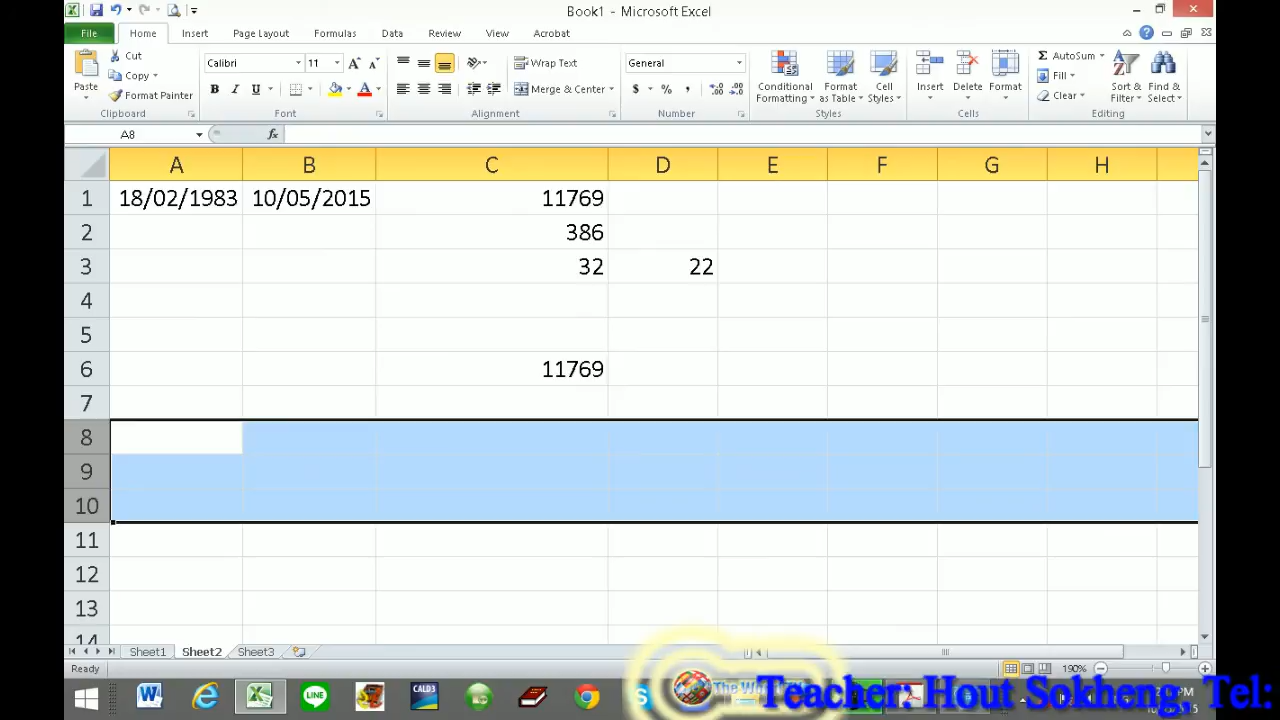 Book1 - Microsoft Excel
File Home Insert Page Layout Formulas Data Review View Acrobat
Paste
Cut
Copy
Format Painter
Clipboard
Calibri 11
B I U A
Font
Wrap Text
Merge & Center
Alignment
General
$ % ,
Number
Conditional Formatting
Format as Table
Cell Styles
Styles
Insert Delete Format
Cells
Σ AutoSum
Fill
Clear
Sort & Filter
Find & Select
Editing
A8 fx
A B C D E F G H
1 18/02/1983 10/05/2015 11769
2 386
3 32 22
4
5
6 11769
7
8
9
10
11
12
13
14
Sheet1 Sheet2 Sheet3
Ready 190%
LINE CALD3
Teacher: Hout Sokheng, Tel: